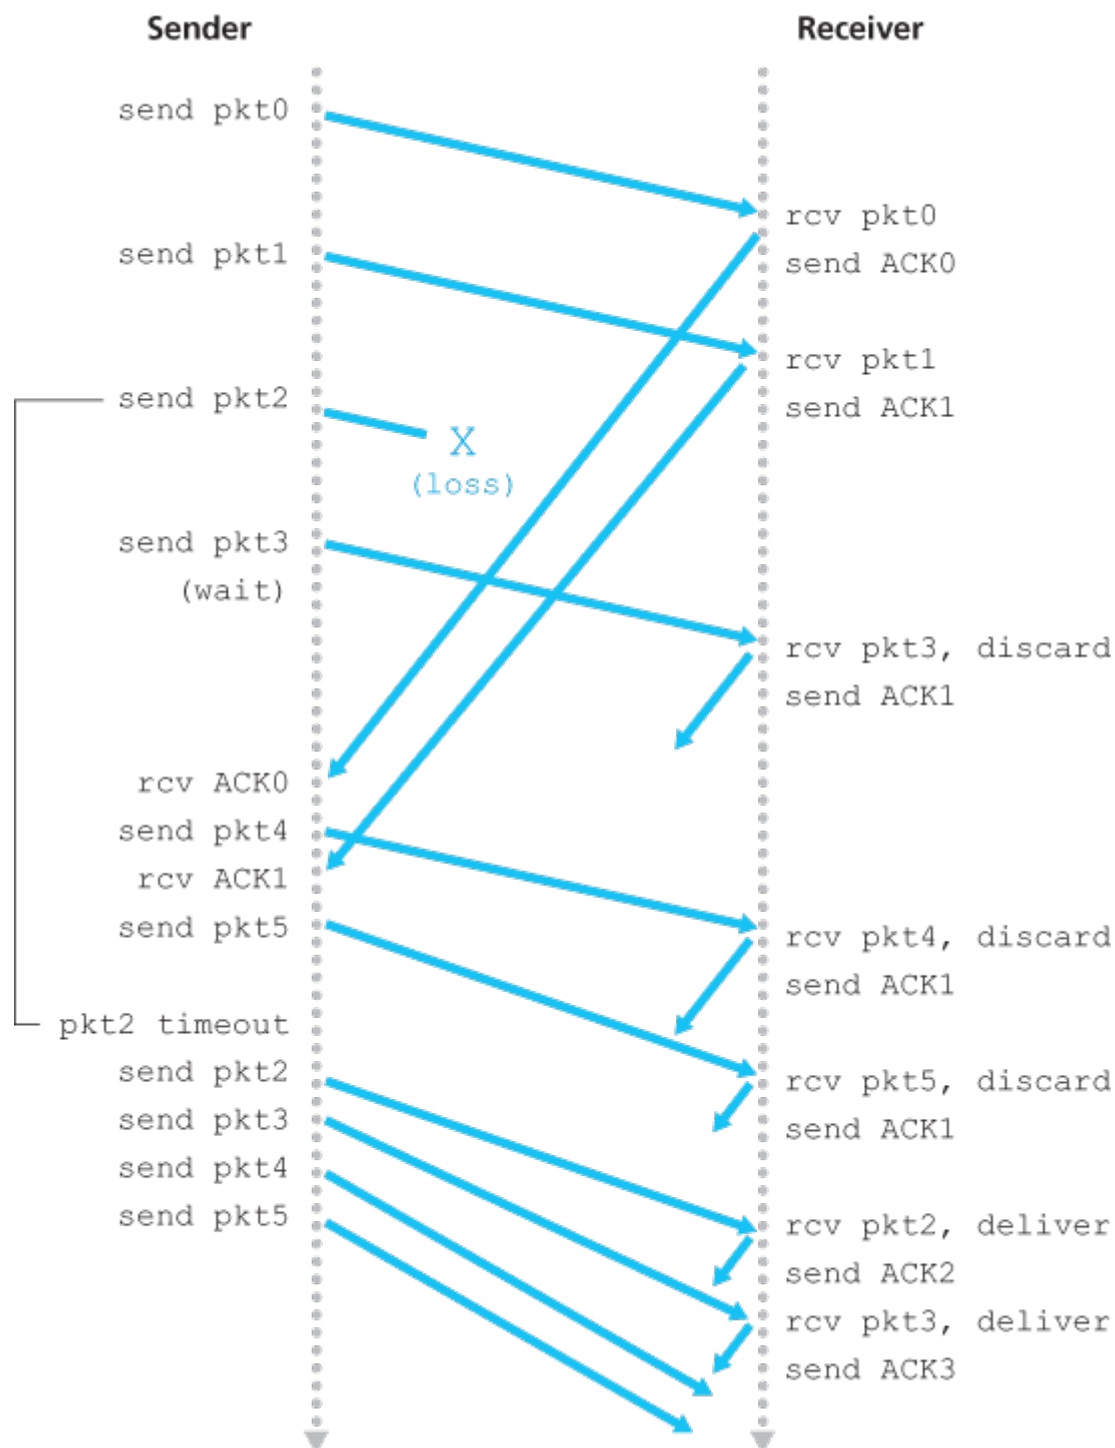 Sender
Receiver
send pkt0
rcv pkt0
send ACK0
send pkt1
rcv pkt1
send ACK1
send pkt2
X
(loss)
send pkt3
(wait)
rcv pkt3, discard
send ACK1
rcv ACK0
send pkt4
rcv ACK1
send pkt5
rcv pkt4, discard
send ACK1
pkt2 timeout
send pkt2
send pkt3
send pkt4
send pkt5
rcv pkt5, discard
send ACK1
rcv pkt2, deliver
send ACK2
rcv pkt3, deliver
send ACK3